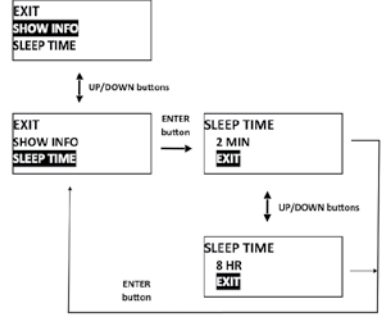 EXIT
SHOW INFO
SLEEP TIME
UP/DOWN buttons
EXIT
SHOW INFO
SLEEP TIME
ENTER
button
SLEEP TIME
2 MIN
EXIT
UP/DOWN buttons
SLEEP TIME
8 HR
EXIT
ENTER
button